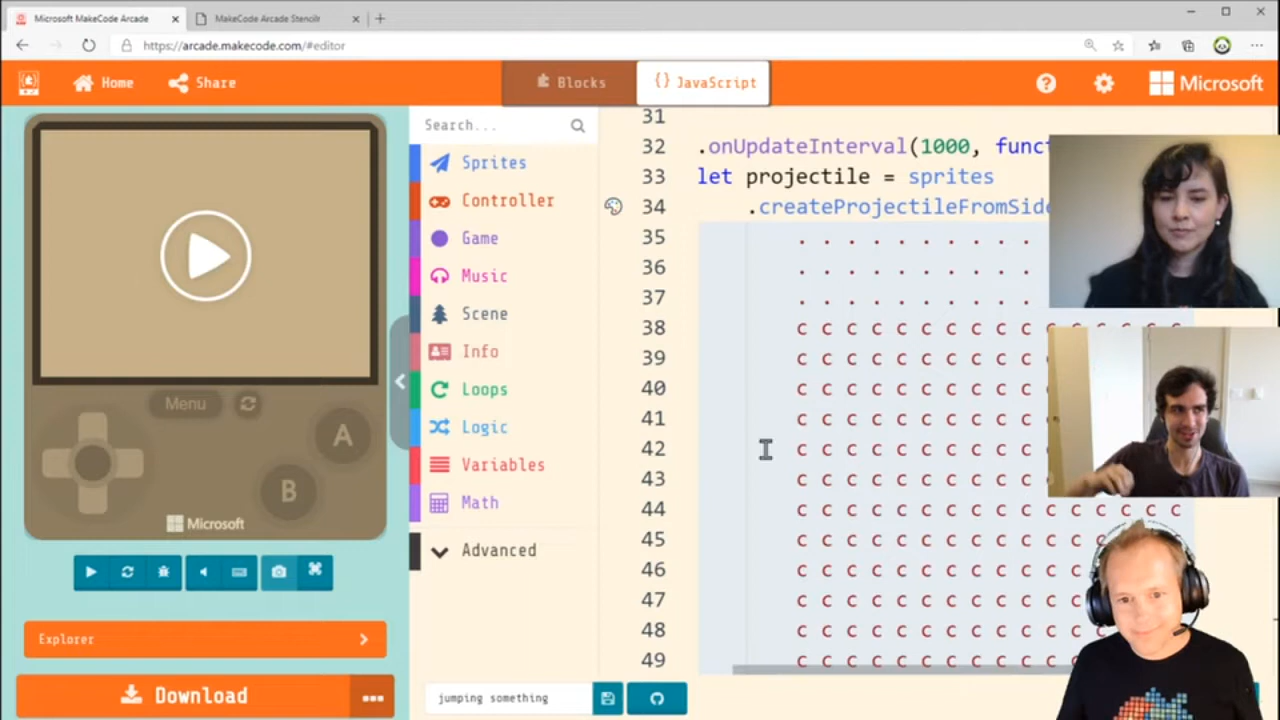 Microsoft MakeCode Arcade
MakeCode Arcade Stencilr
https://arcade.makecode.com/#editor
Home
Share
Blocks
{} JavaScript
? 
Microsoft
Menu
A
B
Microsoft
Explorer
Download
Search...
Sprites
Controller
Game
Music
Scene
Info
Loops
Logic
Variables
Math
Advanced
jumping something
31
32 .onUpdateInterval(1000, funct
33 let projectile = sprites
34 .createProjectileFromSide
35 . . . . . . . . . .
36 . . . . . . . . . .
37 . . . . . . . . . .
38 c c c c c c c c c c c c c c c c
39 c c c c c c c c c c
40 c c c c c c c c c c
41 c c c c c c c c c c
42 c c c c c c c c c c
43 c c c c c c c c c c
44 c c c c c c c c c c c c c c c c
45 c c c c c c c c c c c c
46 c c c c c c c c c c c c
47 c c c c c c c c c c c
48 c c c c c c c c c c c c
49 c c c c c c c c c c c c